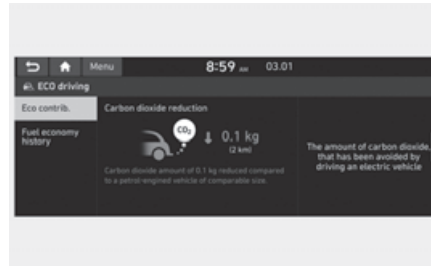 Menu 8:59 AM 03.01
ECO driving
Eco contrib.
Fuel economy
history
Carbon dioxide reduction
CO₂
0.1 kg
(2 km)
Carbon dioxide amount of 0.1 kg reduced compared
to a petrol-engined vehicle of comparable size.
The amount of carbon dioxide,
that has been avoided by
driving an electric vehicle